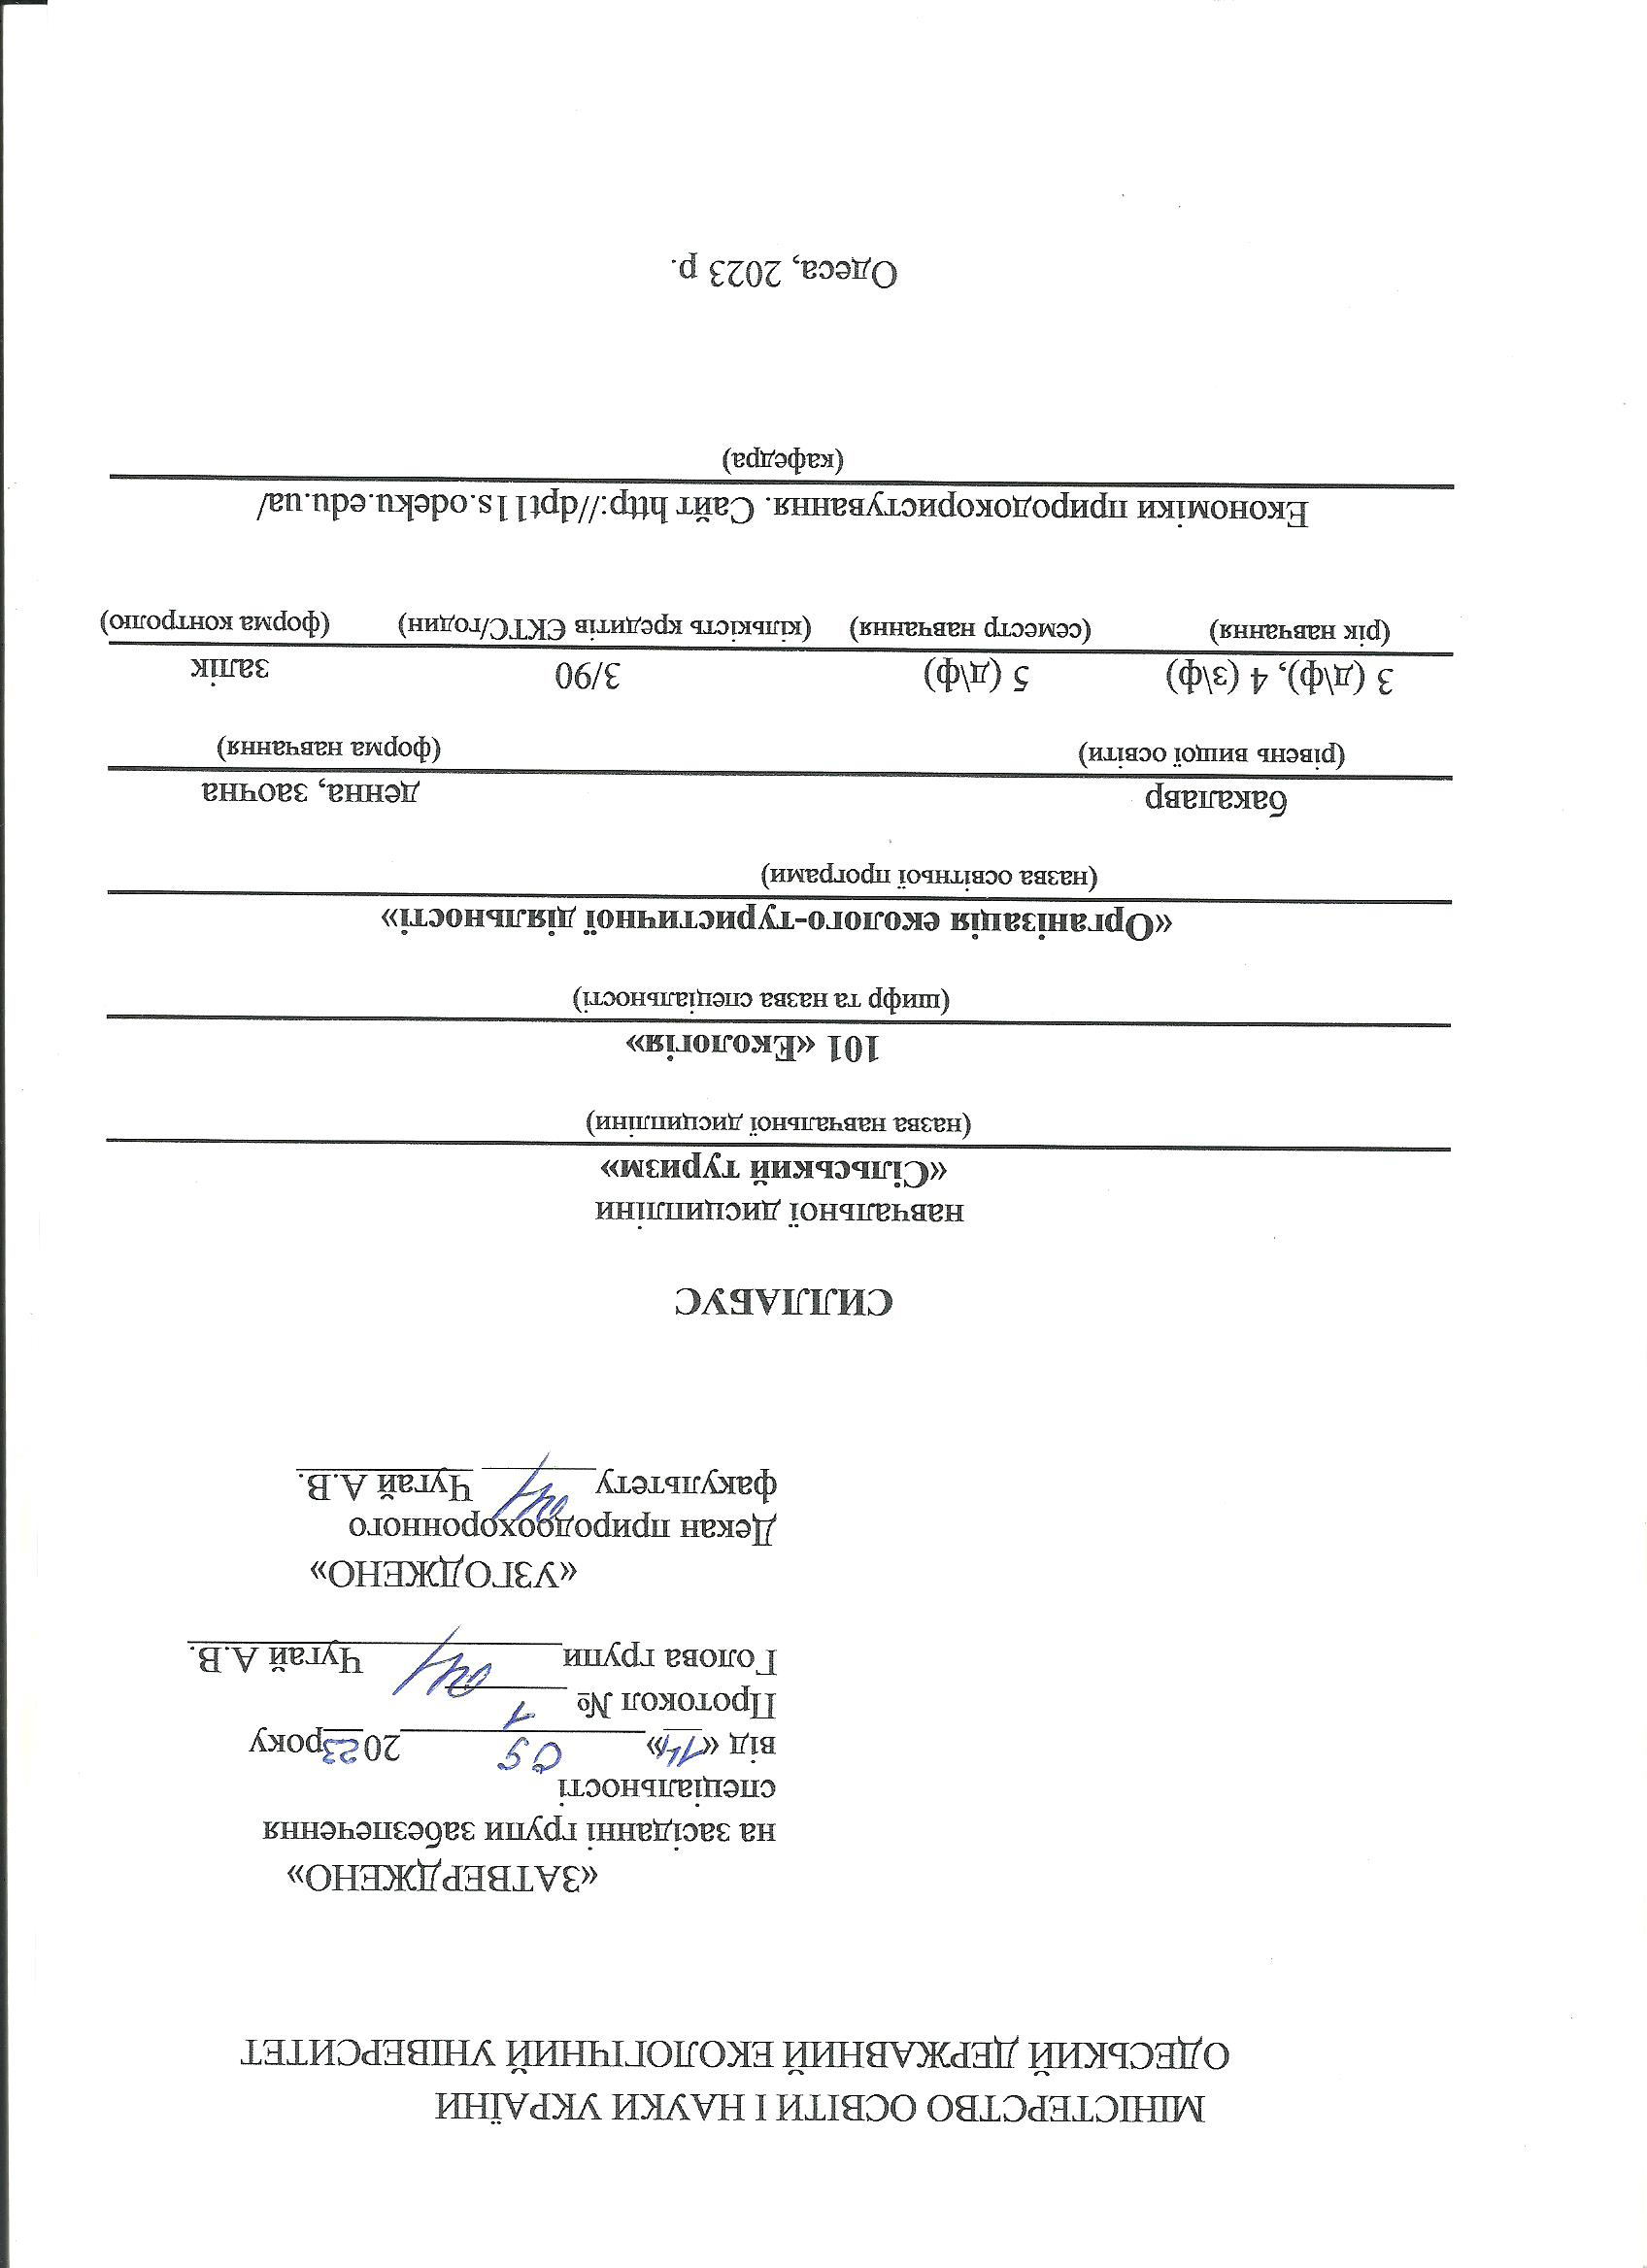 МІНІСТЕРСТВО ОСВІТИ І НАУКИ УКРАЇНИ
ОДЕСЬКИЙ ДЕРЖАВНИЙ ЕКОЛОГІЧНИЙ УНІВЕРСИТЕТ
«ЗАТВЕРДЖЕНО»
на засіданні групи забезпечення
спеціальності
від «14» 09 2023 року
Протокол № 1
Голова групи Чугай А.В.
«УЗГОДЖЕНО»
Декан природоохоронного
факультету Чугай А.В.
СИЛЛАБУС
навчальної дисципліни
«Сільський туризм»
(назва навчальної дисципліни)
101 «Екологія»
(шифр та назва спеціальності)
«Організація еколого-туристичної діяльності»
(назва освітньої програми)
бакалавр денна, заочна
(рівень вищої освіти) (форма навчання)
3 (д\ф), 4 (з\ф) 5 (д\ф) 3/90 залік
(рік навчання) (семестр навчання) (кількість кредитів ЄКТС/годин) (форма контролю)
Економіки природокористування. Сайт http://dpt11s.odeku.edu.ua/
(кафедра)
Одеса, 2023 р.